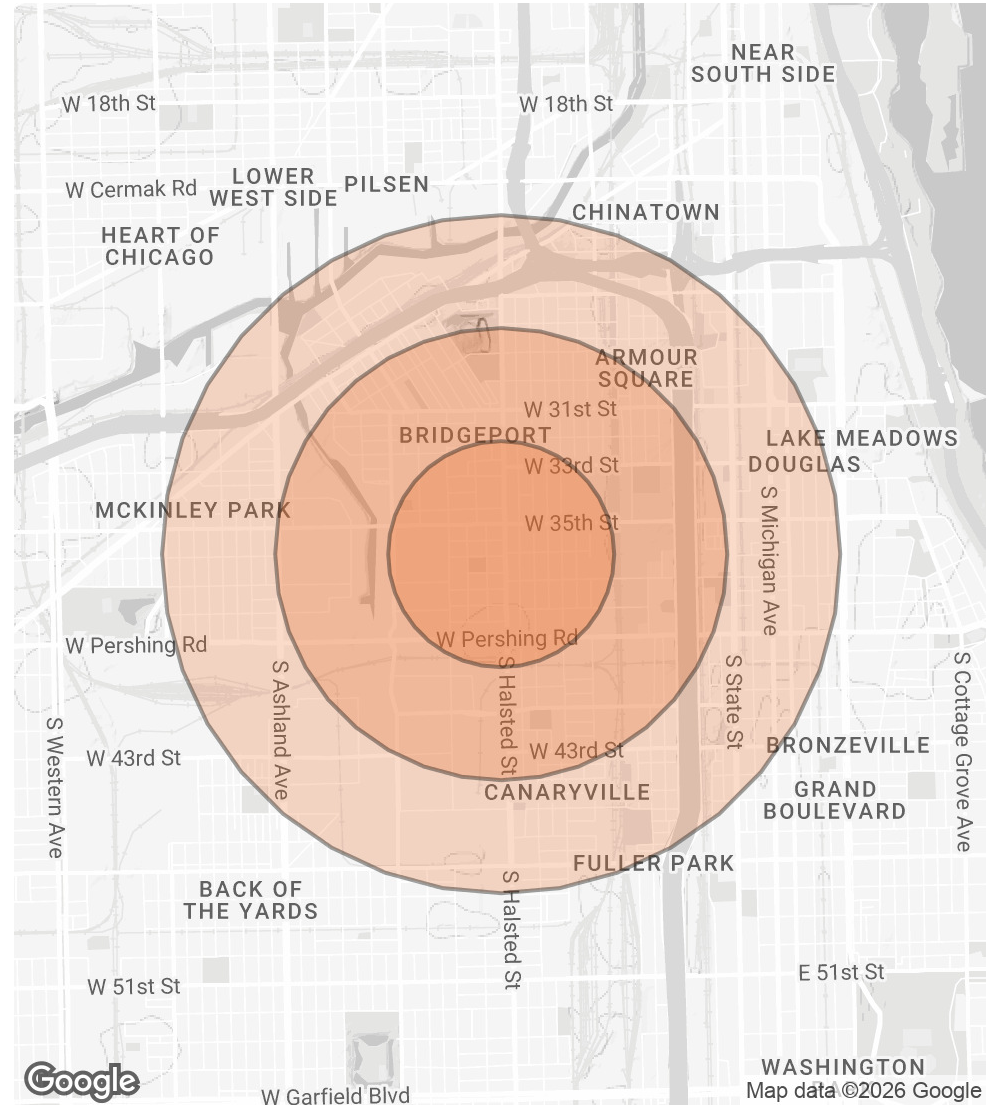 NEAR
SOUTH SIDE
W 18th St
W 18th St
LOWER
WEST SIDE
PILSEN
W Cermak Rd
CHINATOWN
HEART OF
CHICAGO
ARMOUR
SQUARE
W 31st St
BRIDGEPORT
LAKE MEADOWS
W 33rd St
DOUGLAS
MCKINLEY PARK
W 35th St
S Michigan Ave
W Pershing Rd
W Pershing Rd
S Ashland Ave
S Halsted St
S State St
S Cottage Grove Ave
S Western Ave
W 43rd St
W 43rd St
BRONZEVILLE
CANARYVILLE
GRAND
BOULEVARD
FULLER PARK
BACK OF
THE YARDS
S Halsted St
E 51st St
W 51st St
WASHINGTON
Google
W Garfield Blvd
Map data ©2026 Google